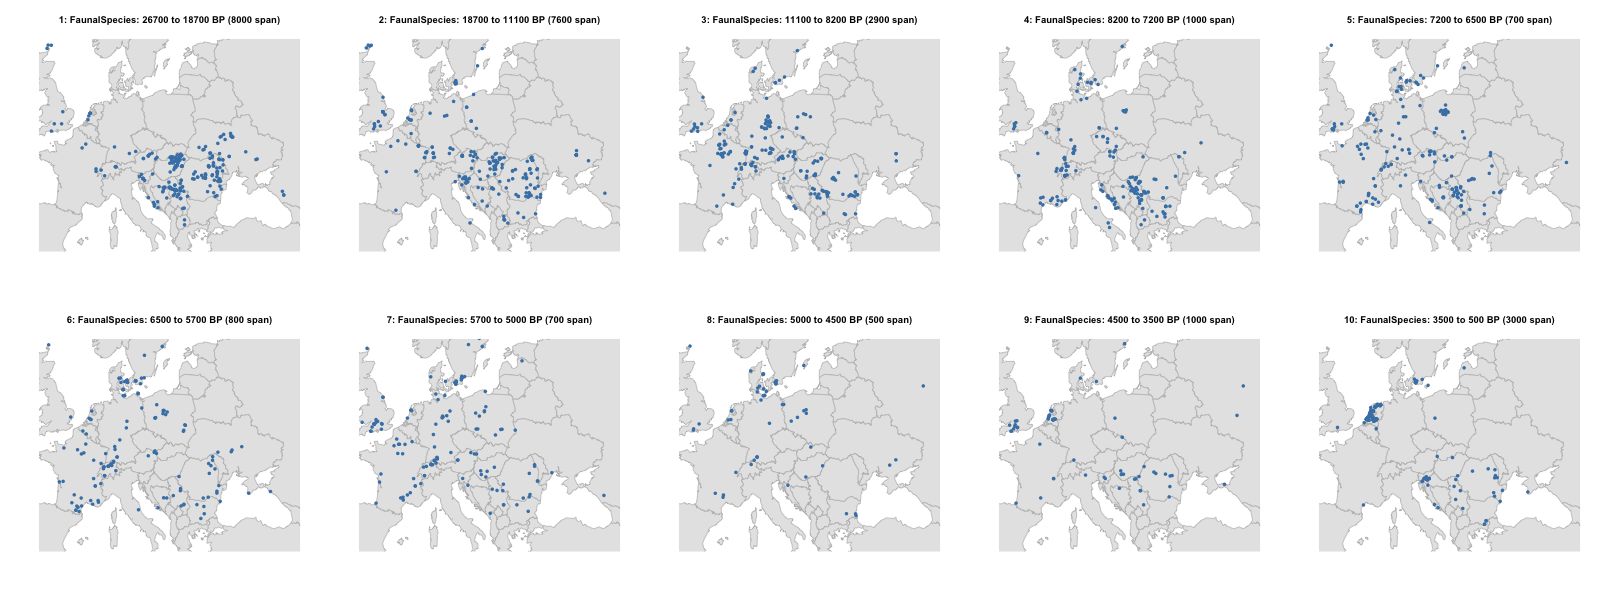 1: FaunalSpecies: 26700 to 18700 BP (8000 span)
2: FaunalSpecies: 18700 to 11100 BP (7600 span)
3: FaunalSpecies: 11100 to 8200 BP (2900 span)
4: FaunalSpecies: 8200 to 7200 BP (1000 span)
5: FaunalSpecies: 7200 to 6500 BP (700 span)
6: FaunalSpecies: 6500 to 5700 BP (800 span)
7: FaunalSpecies: 5700 to 5000 BP (700 span)
8: FaunalSpecies: 5000 to 4500 BP (500 span)
9: FaunalSpecies: 4500 to 3500 BP (1000 span)
10: FaunalSpecies: 3500 to 500 BP (3000 span)